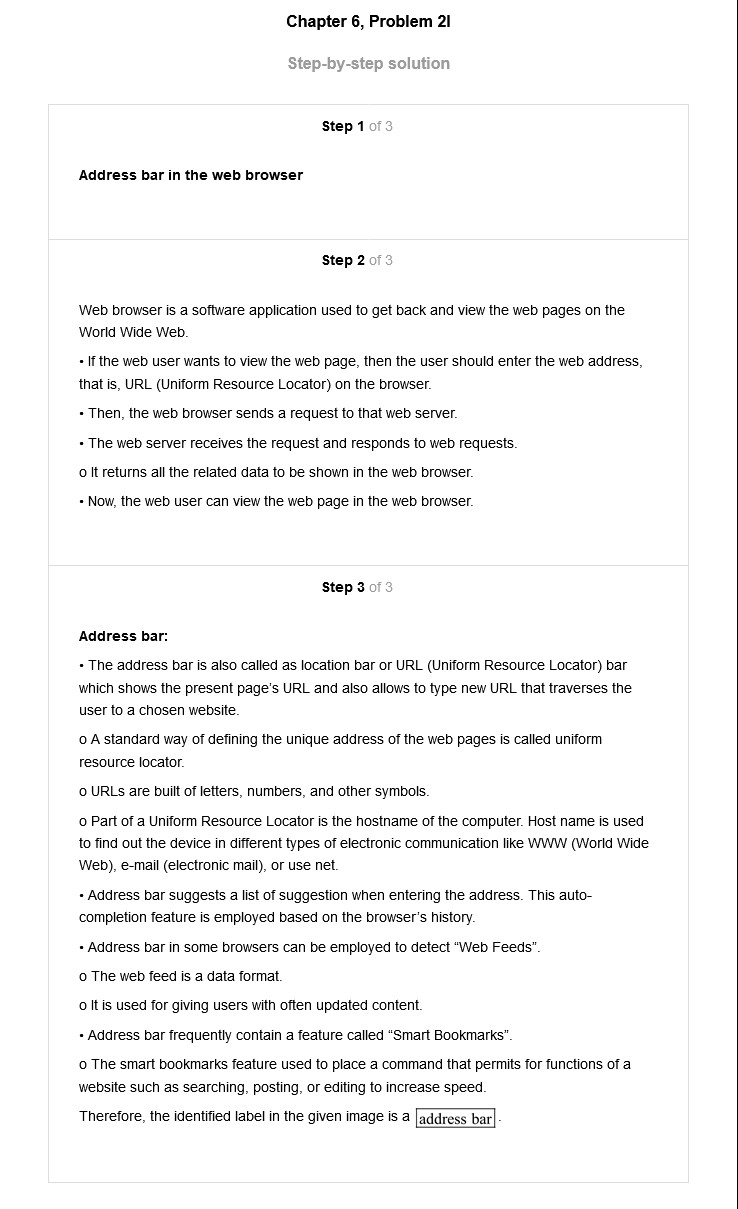 Chapter 6, Problem 2I
Step-by-step solution
Step 1 of 3
Address bar in the web browser
Step 2 of 3
Web browser is a software application used to get back and view the web pages on the
World Wide Web.
• If the web user wants to view the web page, then the user should enter the web address,
that is, URL (Uniform Resource Locator) on the browser.
• Then, the web browser sends a request to that web server.
• The web server receives the request and responds to web requests.
o It returns all the related data to be shown in the web browser.
• Now, the web user can view the web page in the web browser.
Step 3 of 3
Address bar:
• The address bar is also called as location bar or URL (Uniform Resource Locator) bar
which shows the present page's URL and also allows to type new URL that traverses the
user to a chosen website.
o A standard way of defining the unique address of the web pages is called uniform
resource locator.
o URLs are built of letters, numbers, and other symbols.
o Part of a Uniform Resource Locator is the hostname of the computer. Host name is used
to find out the device in different types of electronic communication like WWW (World Wide
Web), e-mail (electronic mail), or use net.
• Address bar suggests a list of suggestion when entering the address. This auto-
completion feature is employed based on the browser's history.
• Address bar in some browsers can be employed to detect “Web Feeds”.
o The web feed is a data format.
o It is used for giving users with often updated content.
• Address bar frequently contain a feature called “Smart Bookmarks”.
o The smart bookmarks feature used to place a command that permits for functions of a
website such as searching, posting, or editing to increase speed.
Therefore, the identified label in the given image is a address bar.